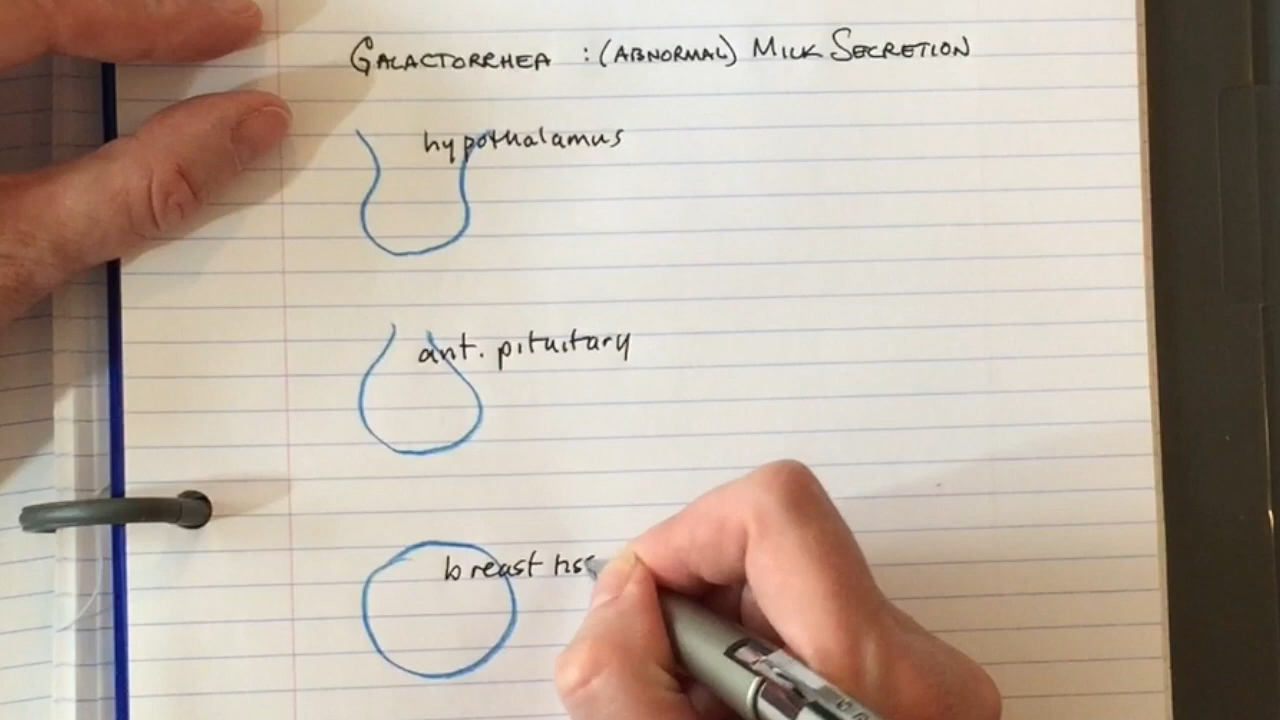 GALACTORRHEA : (ABNORMAL) MILK SECRETION
hypothalamus
ant. pituitary
breast